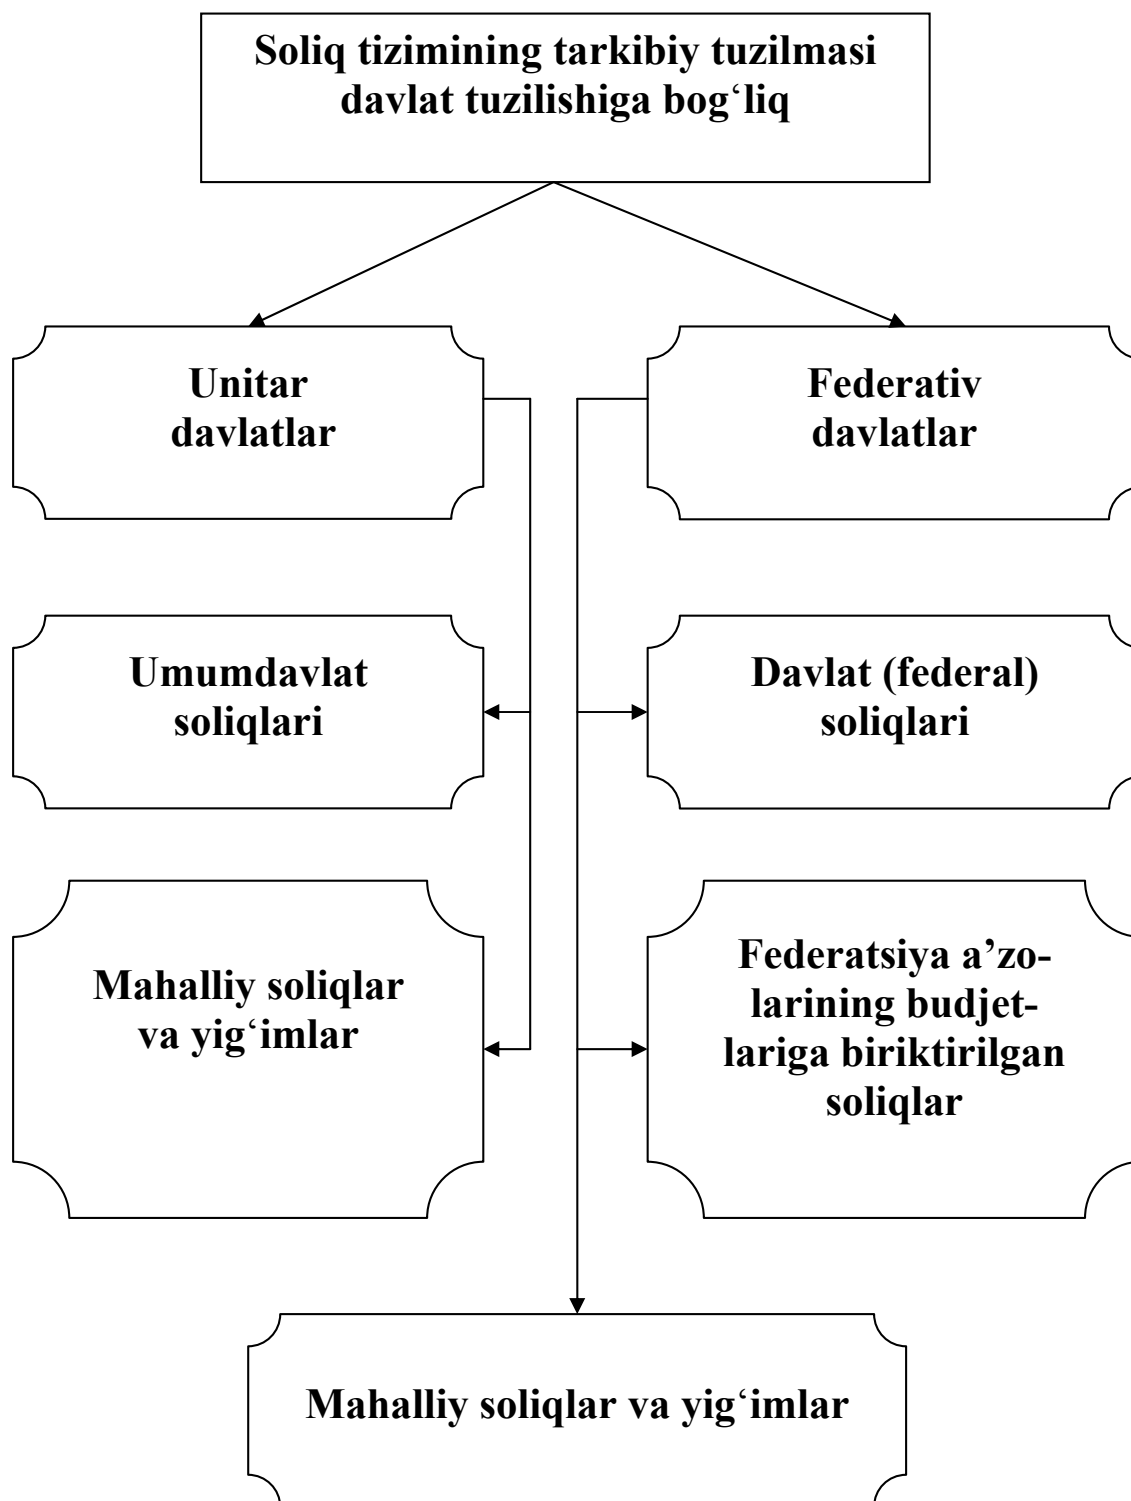 Soliq tizimining tarkibiy tuzilmasi
davlat tuzilishiga bog‘liq
Unitar
davlatlar
Federativ
davlatlar
Umumdavlat
soliqlari
Davlat (federal)
soliqlari
Mahalliy soliqlar
va yig‘imlar
Federatsiya a’zo-
larining budjet-
lariga biriktirilgan
soliqlar
Mahalliy soliqlar va yig‘imlar